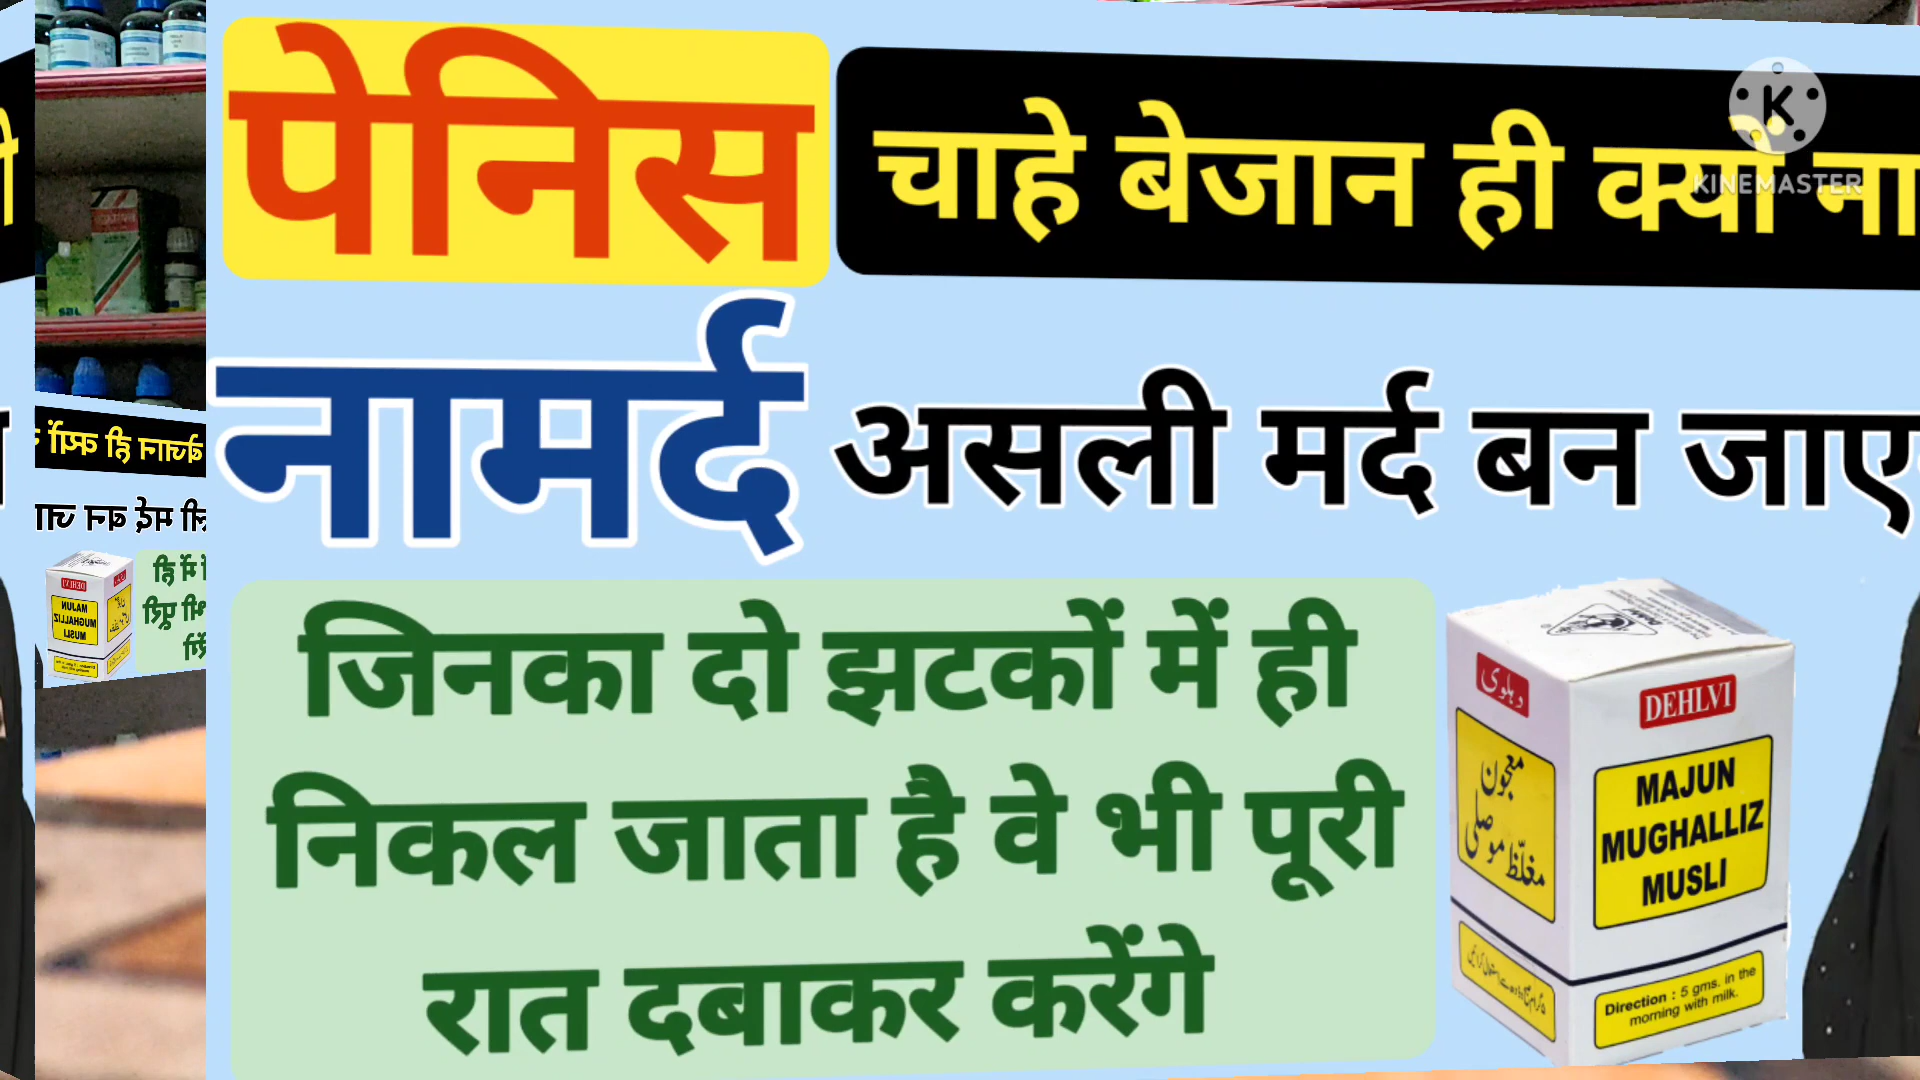 पेनिस चाहे बेजान ही क्यों ना
KINEMASTER
नामर्द असली मर्द बन जाए
जिनका दो झटकों में ही
निकल जाता है वे भी पूरी
रात दबाकर करेंगे
دہلوی
DEHLVI
معجون
مغلّظ موصلی
MAJUN
MUGHALLIZ
MUSLI
Direction : 5 gms. in the
morning with milk.